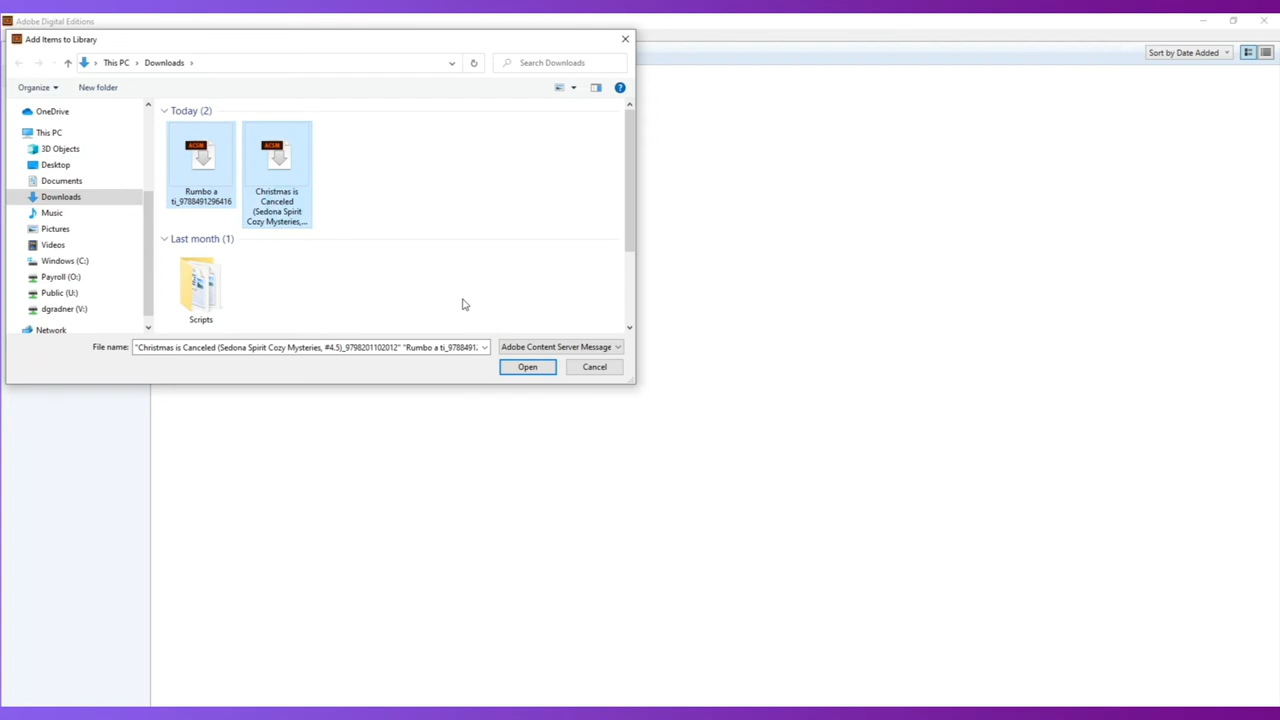 Adobe Digital Editions
Add Items to Library
This PC
Downloads
Search Downloads
Sort by Date Added
Organize
New folder
OneDrive
This PC
3D Objects
Desktop
Documents
Downloads
Music
Pictures
Videos
Windows (C:)
Payroll (O:)
Public (U:)
dgradner (V:)
Network
Today (2)
ACSM
Rumbo a
ti_9788491296416
ACSM
Christmas is
Canceled
(Sedona Spirit
Cozy Mysteries,...
Last month (1)
Scripts
File name:
"Christmas is Canceled (Sedona Spirit Cozy Mysteries, #4.5)_9798201102012" "Rumbo a ti_9788491
Adobe Content Server Message
Open
Cancel